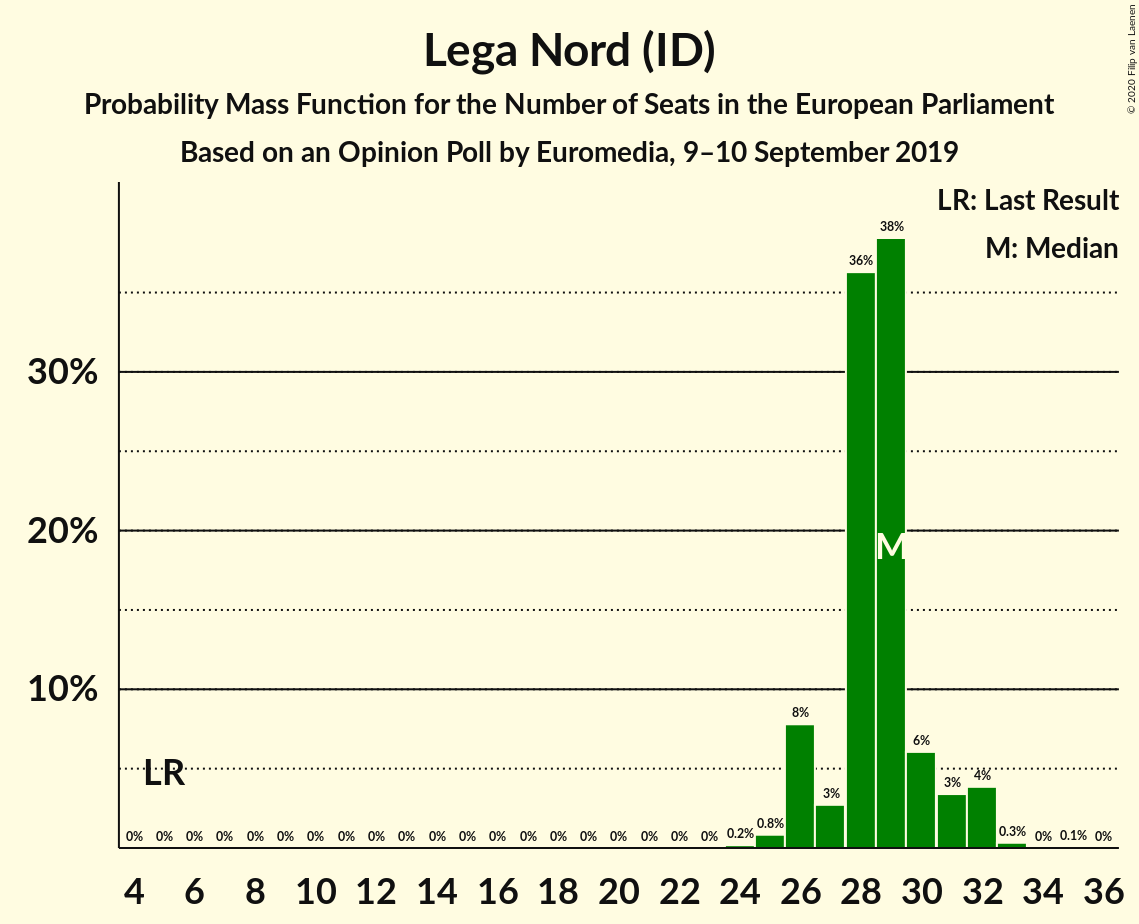 Lega Nord (ID)
Probability Mass Function for the Number of Seats in the European Parliament
Based on an Opinion Poll by Euromedia, 9–10 September 2019
© 2020 Filip van Laenen
LR: Last Result
M: Median
38%
36%
30%
20%
M
10%
8%
6%
LR
4%
3%
3%
0% 0% 0% 0% 0% 0% 0% 0% 0% 0% 0% 0% 0% 0% 0% 0% 0% 0% 0% 0% 0.2% 0.8% 0.3% 0% 0.1% 0%
4 6 8 10 12 14 16 18 20 22 24 26 28 30 32 34 36